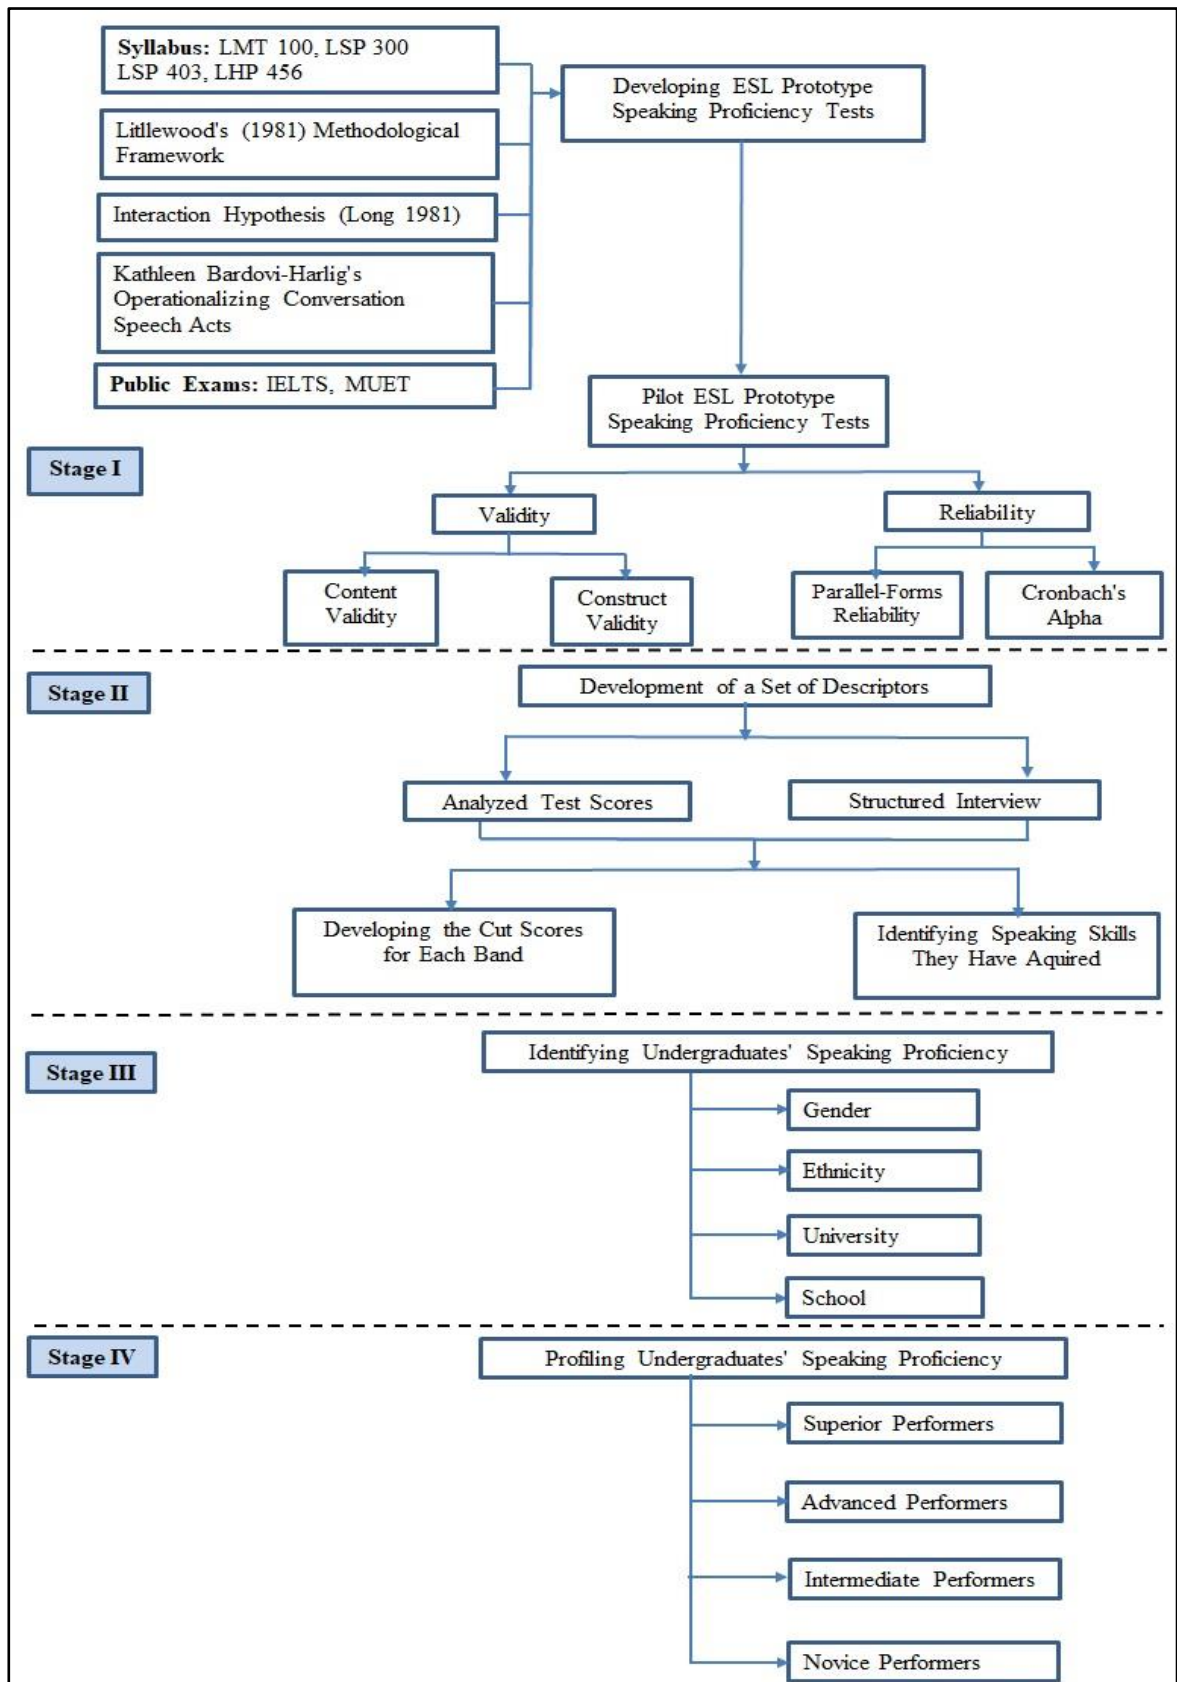 Syllabus: LMT 100, LSP 300
LSP 403, LHP 456
Developing ESL Prototype
Speaking Proficiency Tests
Litllewood's (1981) Methodological
Framework
Interaction Hypothesis (Long 1981)
Kathleen Bardovi-Harlig's
Operationalizing Conversation
Speech Acts
Public Exams: IELTS, MUET
Pilot ESL Prototype
Speaking Proficiency Tests
Stage I
Validity
Reliability
Content
Validity
Construct
Validity
Parallel-Forms
Reliability
Cronbach's
Alpha
Stage II
Development of a Set of Descriptors
Analyzed Test Scores
Structured Interview
Developing the Cut Scores
for Each Band
Identifying Speaking Skills
They Have Aquired
Stage III
Identifying Undergraduates' Speaking Proficiency
Gender
Ethnicity
University
School
Stage IV
Profiling Undergraduates' Speaking Proficiency
Superior Performers
Advanced Performers
Intermediate Performers
Novice Performers